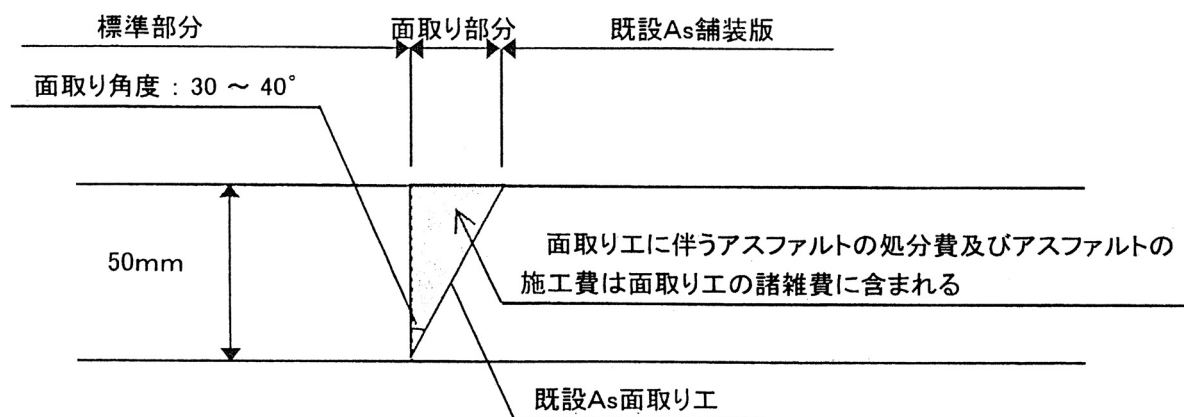 標準部分
面取り部分
既設As舗装版
面取り角度：30 ～ 40°
50mm
面取り工に伴うアスファルトの処分費及びアスファルトの
施工費は面取り工の諸雑費に含まれる
既設As面取り工